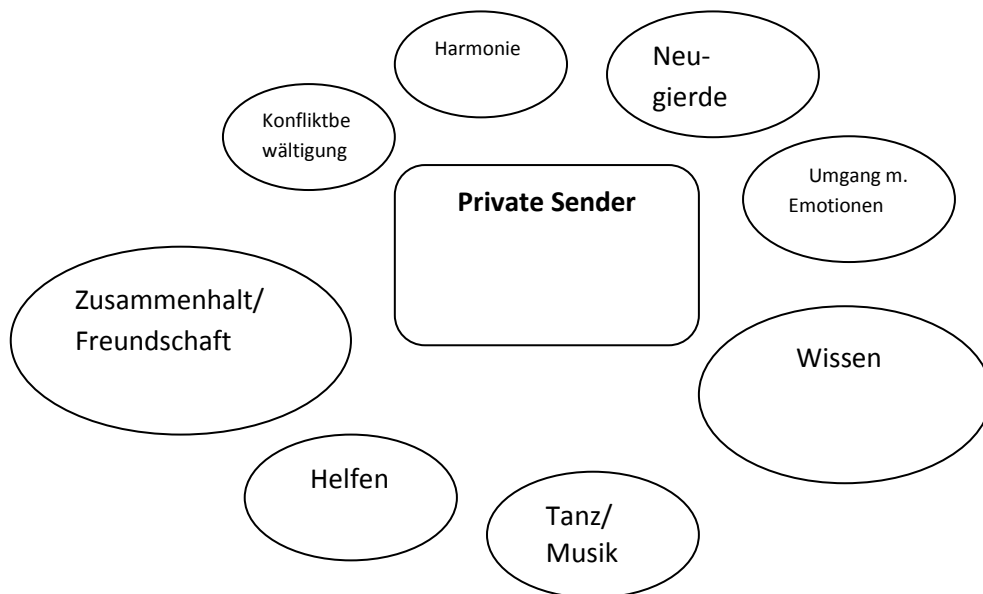 Harmonie
Neu-
gierde
Konfliktbe
wältigung
Umgang m.
Emotionen
Private Sender
Zusammenhalt/
Freundschaft
Wissen
Helfen
Tanz/
Musik